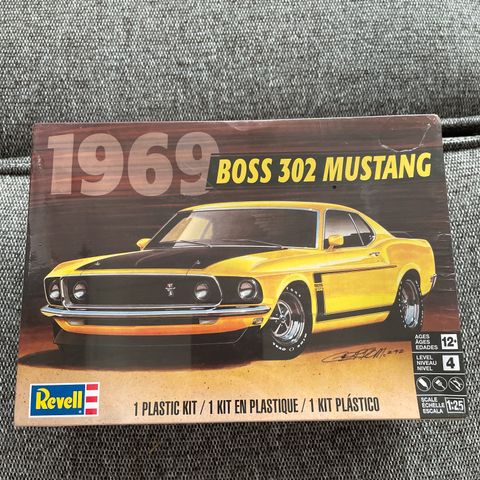 1969
BOSS 302 MUSTANG
AGES
ÂGES
EDADES
12+
LEVEL
NIVEAU
NIVEL
4
Revell
1 PLASTIC KIT / 1 KIT EN PLASTIQUE / 1 KIT PLÁSTICO
SCALE
ÉCHELLE
ESCALA
1:25